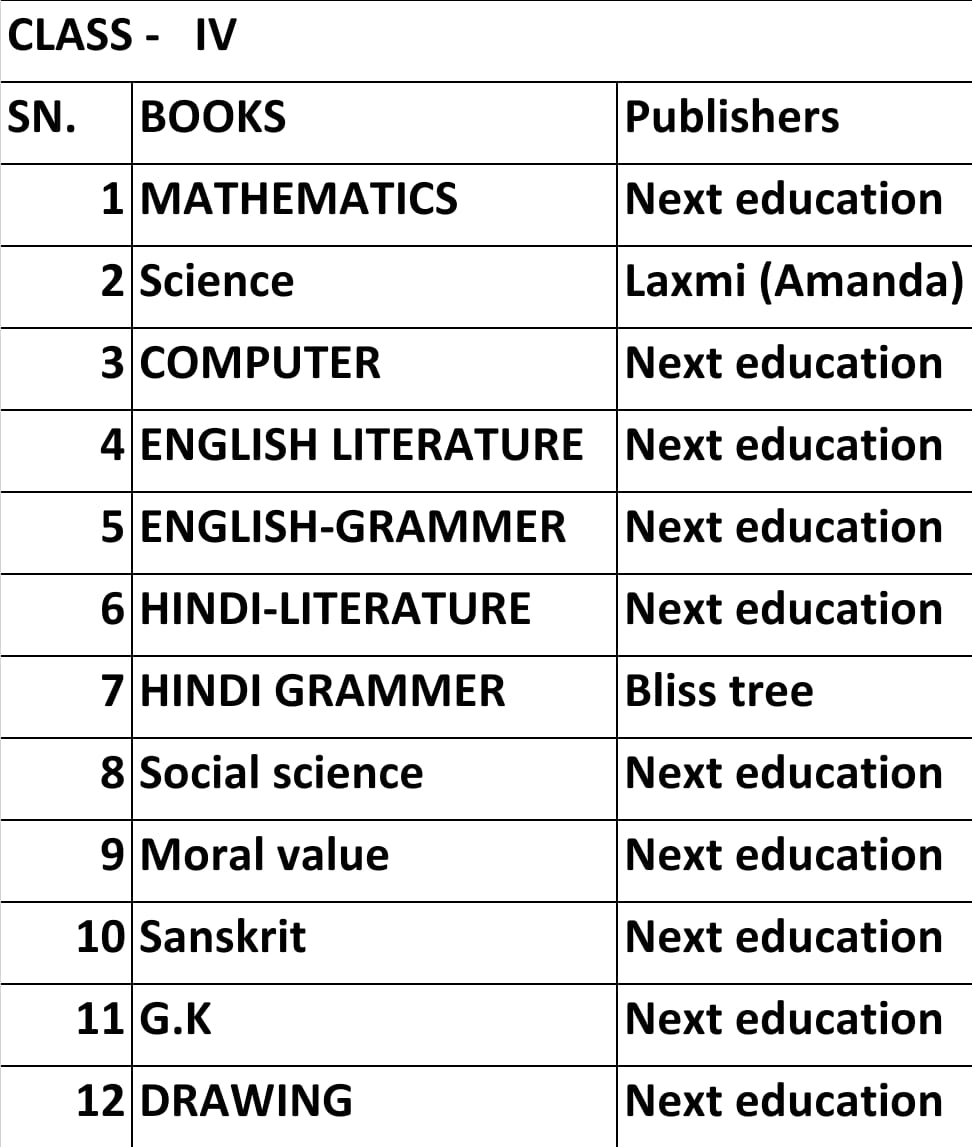 CLASS - IV
SN. BOOKS Publishers
1 MATHEMATICS Next education
2 Science Laxmi (Amanda)
3 COMPUTER Next education
4 ENGLISH LITERATURE Next education
5 ENGLISH-GRAMMER Next education
6 HINDI-LITERATURE Next education
7 HINDI GRAMMER Bliss tree
8 Social science Next education
9 Moral value Next education
10 Sanskrit Next education
11 G.K Next education
12 DRAWING Next education